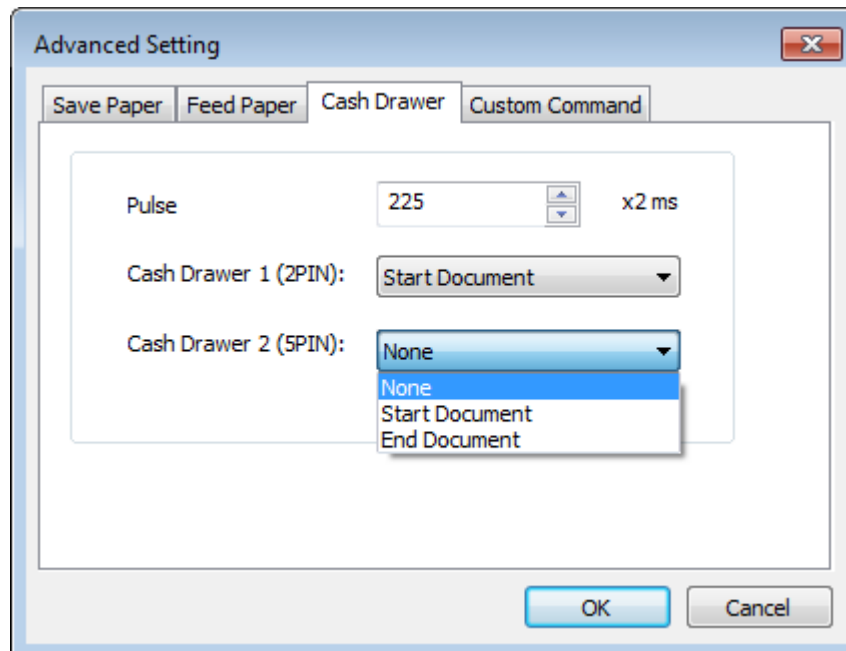 Advanced Setting
Save Paper Feed Paper Cash Drawer Custom Command
Pulse 225 x2 ms
Cash Drawer 1 (2PIN): Start Document
Cash Drawer 2 (5PIN): None
None
Start Document
End Document
OK Cancel